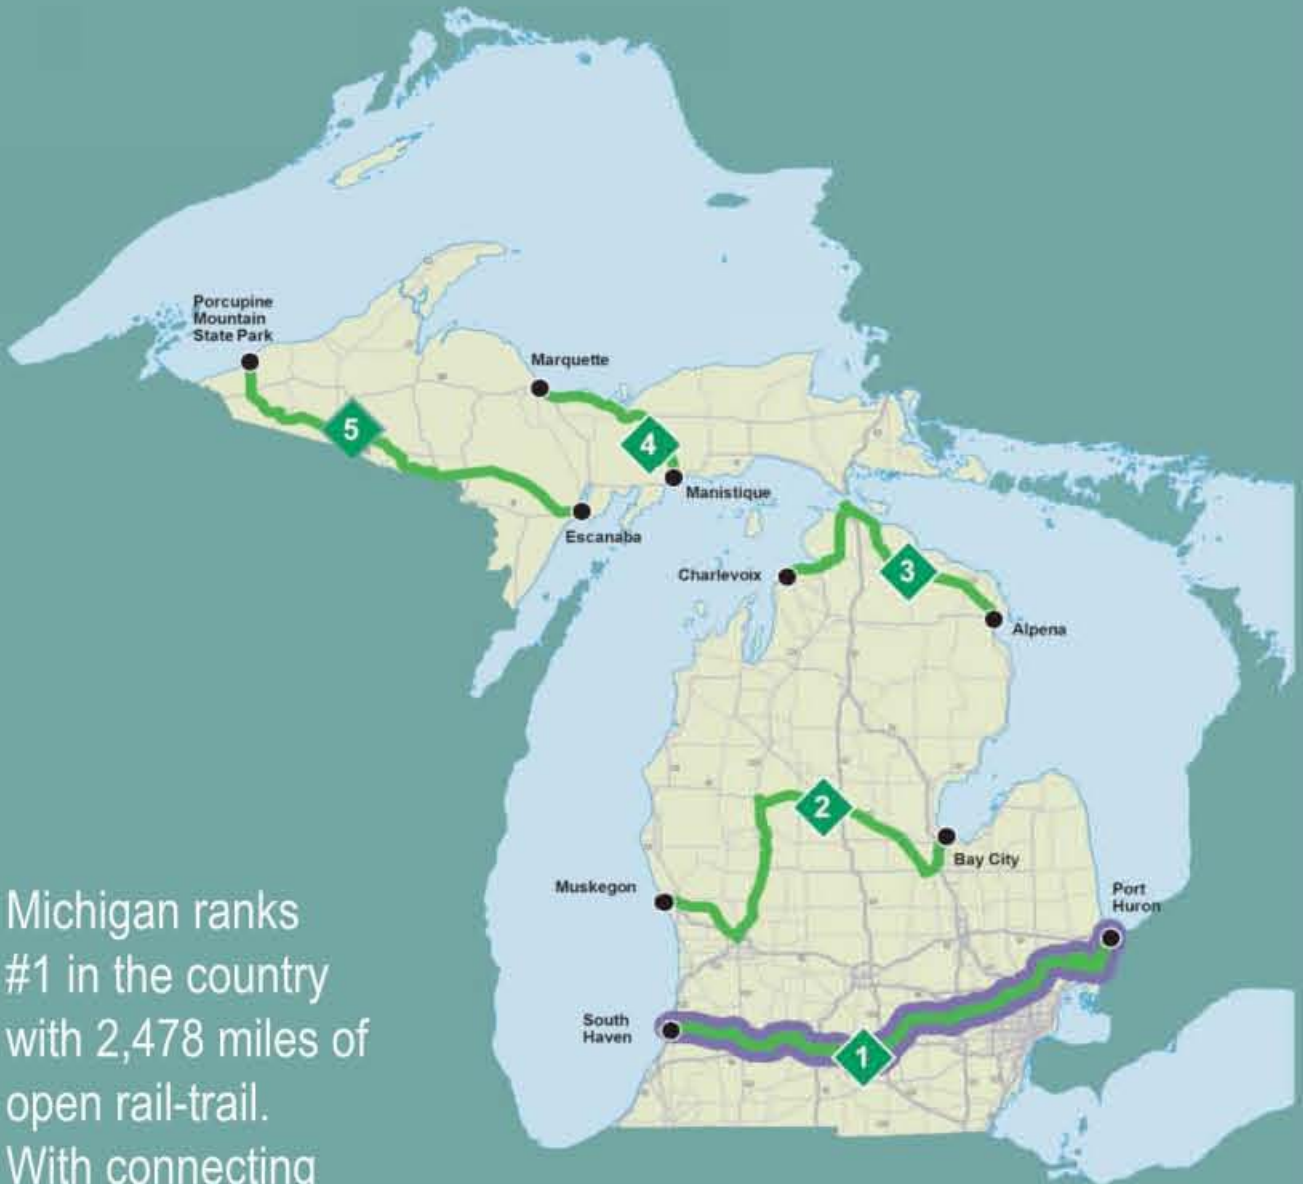 Porcupine
Mountain
State Park
Marquette
5
4
Manistique
Escanaba
Charlevoix
3
Alpena
2
Bay City
Muskegon
Port
Huron
South
Haven
1
Michigan ranks
#1 in the country
with 2,478 miles of
open rail-trail.
With connecting